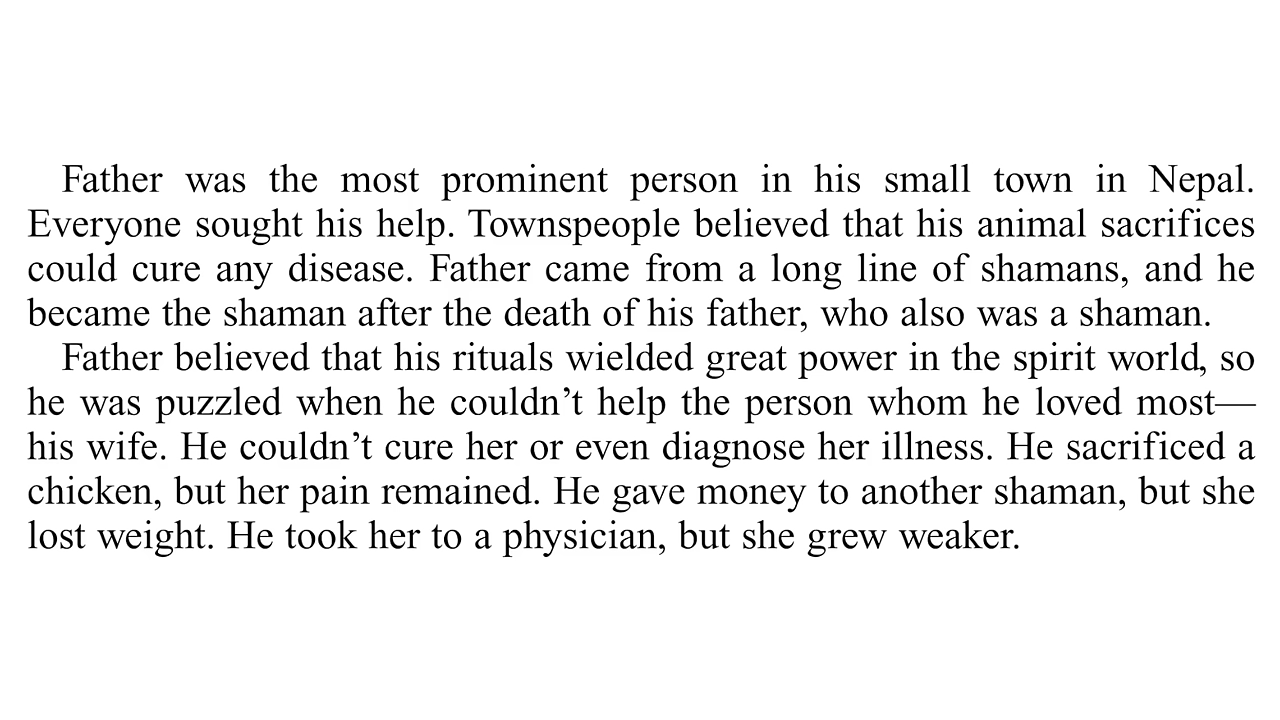 Father was the most prominent person in his small town in Nepal.
Everyone sought his help. Townspeople believed that his animal sacrifices
could cure any disease. Father came from a long line of shamans, and he
became the shaman after the death of his father, who also was a shaman.
Father believed that his rituals wielded great power in the spirit world, so
he was puzzled when he couldn’t help the person whom he loved most—
his wife. He couldn’t cure her or even diagnose her illness. He sacrificed a
chicken, but her pain remained. He gave money to another shaman, but she
lost weight. He took her to a physician, but she grew weaker.